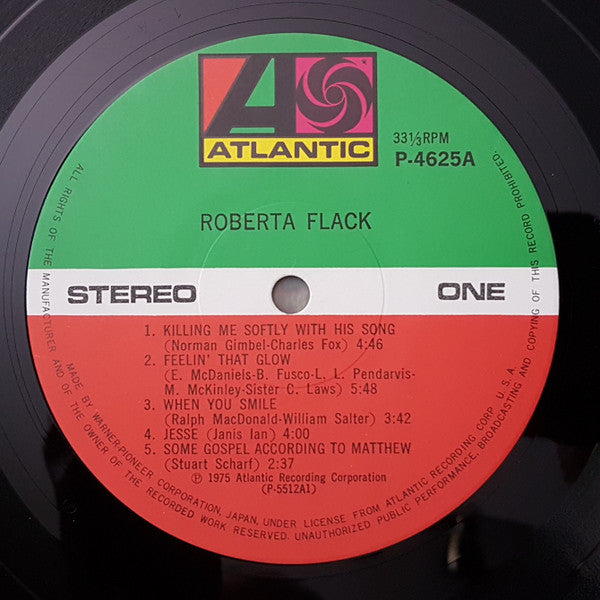 ATLANTIC
33⅓RPM
P-4625A
ROBERTA FLACK
STEREO
ONE
1. KILLING ME SOFTLY WITH HIS SONG
(Norman Gimbel-Charles Fox) 4:46
2. FEELIN' THAT GLOW
(E. McDaniels-B. Fusco-L. L. Pendarvis-
M. McKinley-Sister C. Laws) 5:48
3. WHEN YOU SMILE
(Ralph MacDonald-William Salter) 3:42
4. JESSE (Janis Ian) 4:00
5. SOME GOSPEL ACCORDING TO MATTHEW
(Stuart Scharf) 2:37
Ⓟ 1975 Atlantic Recording Corporation
(P-5512A1)
MADE BY WARNER-PIONEER CORPORATION, JAPAN, UNDER LICENSE FROM ATLANTIC RECORDING CORP. U.S.A.
ALL RIGHTS OF THE MANUFACTURER AND OF THE OWNER OF THE RECORDED WORK RESERVED. UNAUTHORIZED PUBLIC PERFORMANCE, BROADCASTING AND COPYING OF THIS RECORD PROHIBITED.